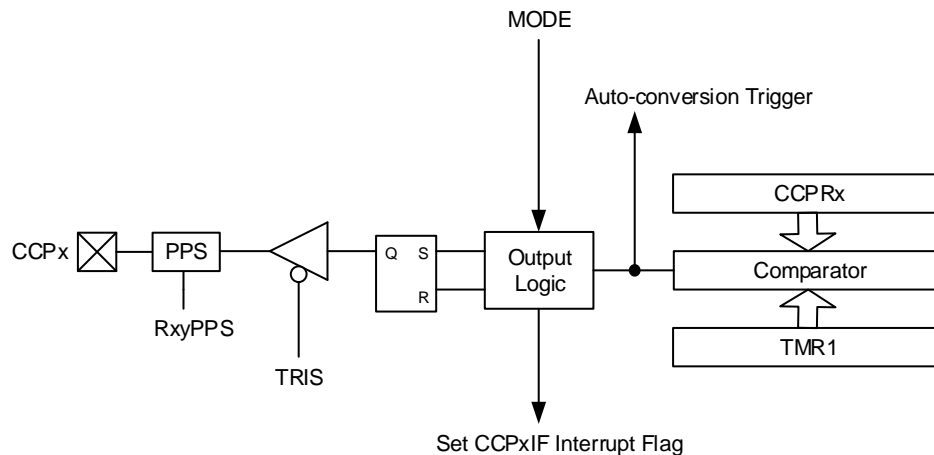 MODE
Auto-conversion Trigger
CCPRx
CCPx
PPS
Q
S
R
Output
Logic
Comparator
RxyPPS
TRIS
TMR1
Set CCPxIF Interrupt Flag